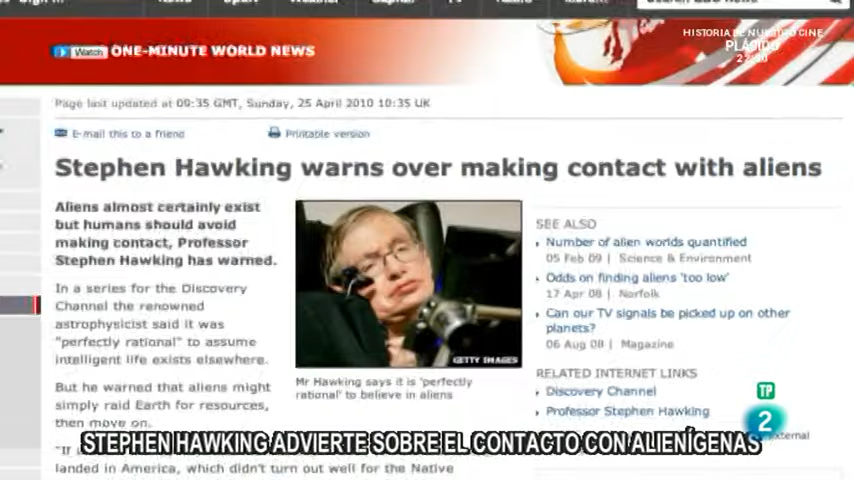 HISTORIA DE NUESTRO CINE
PLÁCIDO
Watch ONE-MINUTE WORLD NEWS
Page last updated at 09:35 GMT, Sunday, 25 April 2010 10:35 UK
E-mail this to a friend
Printable version
Stephen Hawking warns over making contact with aliens
Aliens almost certainly exist
but humans should avoid
making contact, Professor
Stephen Hawking has warned.
In a series for the Discovery
Channel the renowned
astrophysicist said it was
"perfectly rational" to assume
intelligent life exists elsewhere.
But he warned that aliens might
simply raid Earth for resources,
then move on.
landed in America, which didn't turn out well for the Native
GETTY IMAGES
Mr Hawking says it is 'perfectly
rational' to believe in aliens
SEE ALSO
Number of alien worlds quantified
05 Feb 09 | Science & Environment
Odds on finding aliens 'too low'
17 Apr 08 | Norfolk
Can our TV signals be picked up on other
planets?
06 Aug 08 | Magazine
RELATED INTERNET LINKS
Discovery Channel
Professor Stephen Hawking
external
TP
2
STEPHEN HAWKING ADVIERTE SOBRE EL CONTACTO CON ALIENÍGENAS